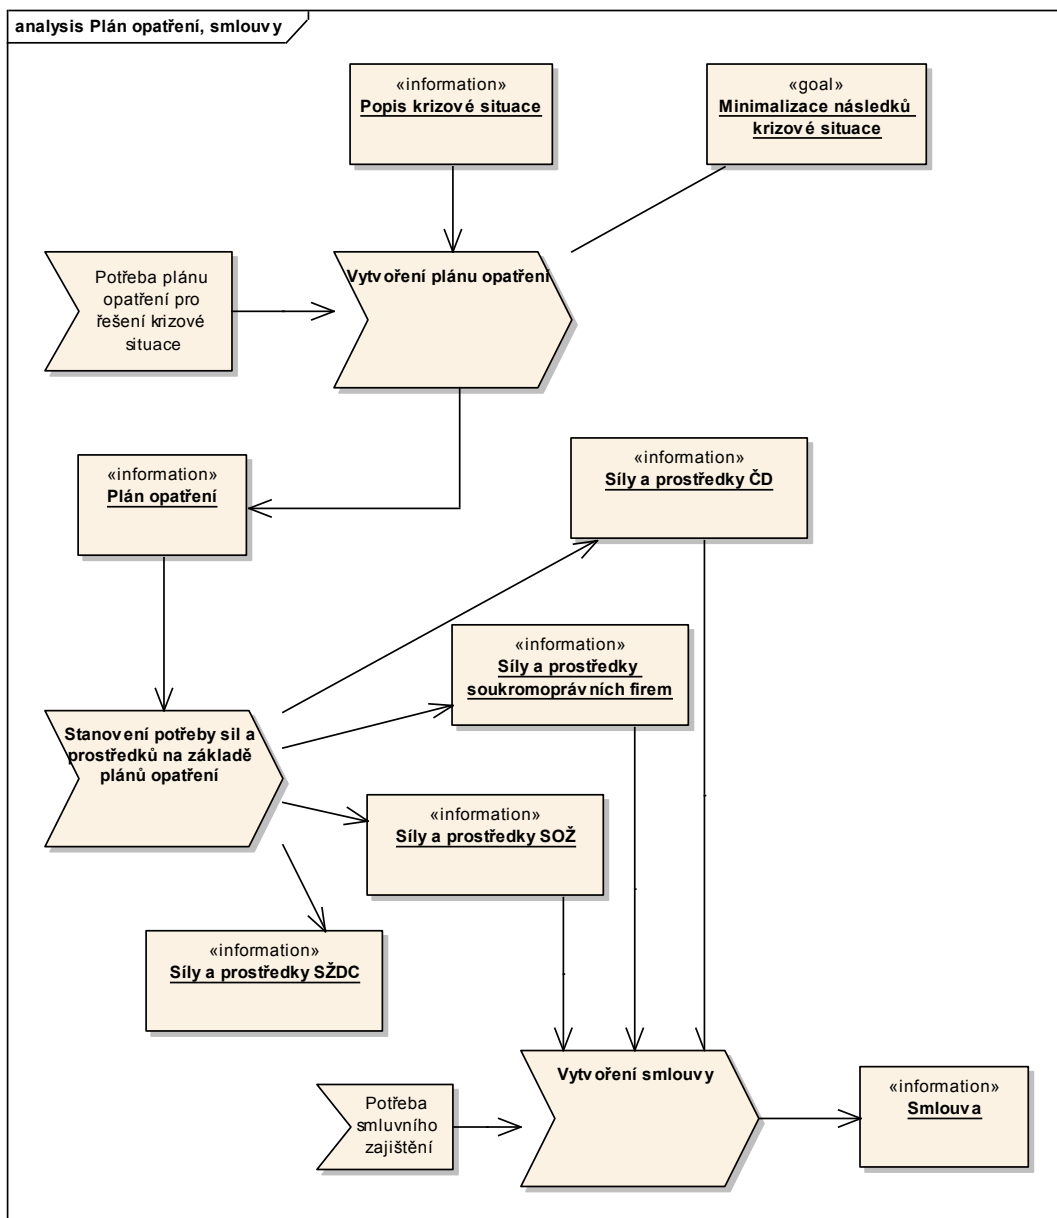 analysis Plán opatření, smlouvy
«information»
Popis krizové situace
«goal»
Minimalizace následků
krizové situace
Potřeba plánu
opatření pro
řešení krizové
situace
Vytvoření plánu opatření
«information»
Plán opatření
«information»
Síly a prostředky ČD
«information»
Síly a prostředky
soukromoprávních firem
Stanovení potřeby sil a
prostředků na základě
plánů opatření
«information»
Síly a prostředky SOŽ
«information»
Síly a prostředky SŽDC
Vytvoření smlouvy
Potřeba
smluvního
zajištění
«information»
Smlouva